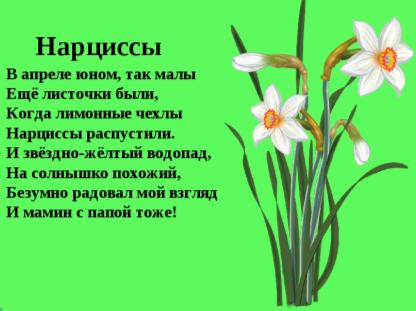 Нарциссы
В апреле юном, так малы
Ещё листочки были,
Когда лимонные чехлы
Нарциссы распустили.
И звёздно-жёлтый водопад,
На солнышко похожий,
Безумно радовал мой взгляд
И мамин с папой тоже!